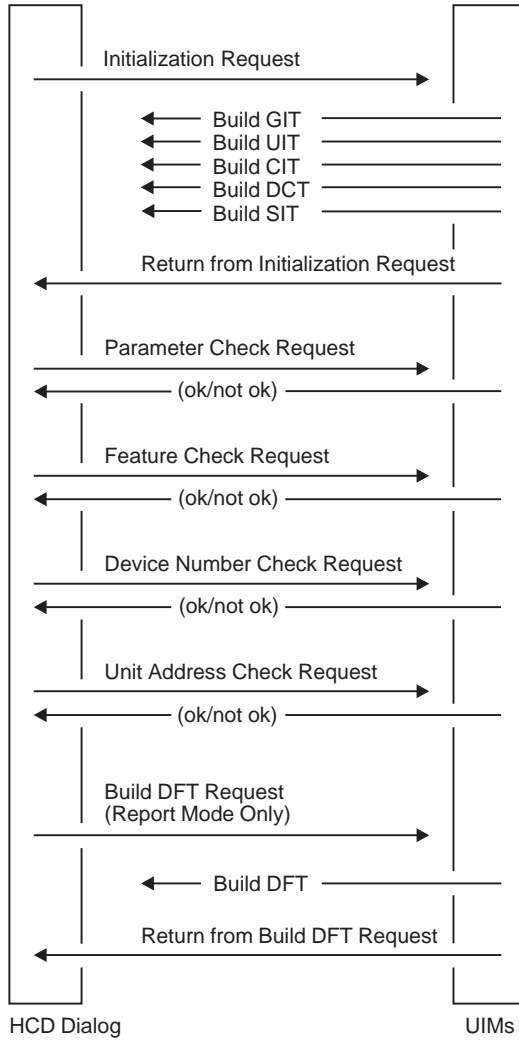 Initialization Request
Build GIT
Build UIT
Build CIT
Build DCT
Build SIT
Return from Initialization Request
Parameter Check Request
(ok/not ok)
Feature Check Request
(ok/not ok)
Device Number Check Request
(ok/not ok)
Unit Address Check Request
(ok/not ok)
Build DFT Request
(Report Mode Only)
Build DFT
Return from Build DFT Request
HCD Dialog
UIMs